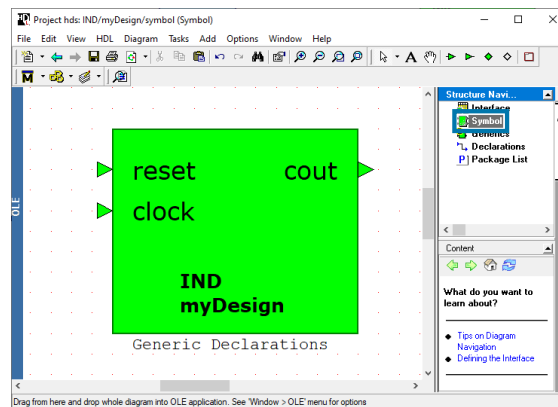 Project hds: IND/myDesign/symbol (Symbol)
File Edit View HDL Diagram Tasks Add Options Window Help
A
M
Structure Navi...
Interface
Symbol
Generics
Declarations
P] Package List
OLE
reset cout
clock
IND
myDesign
Generic Declarations
Content
What do you want to
learn about?
Tips on Diagram
Navigation
Defining the Interface
Drag from here and drop whole diagram into OLE application. See 'Window > OLE' menu for options